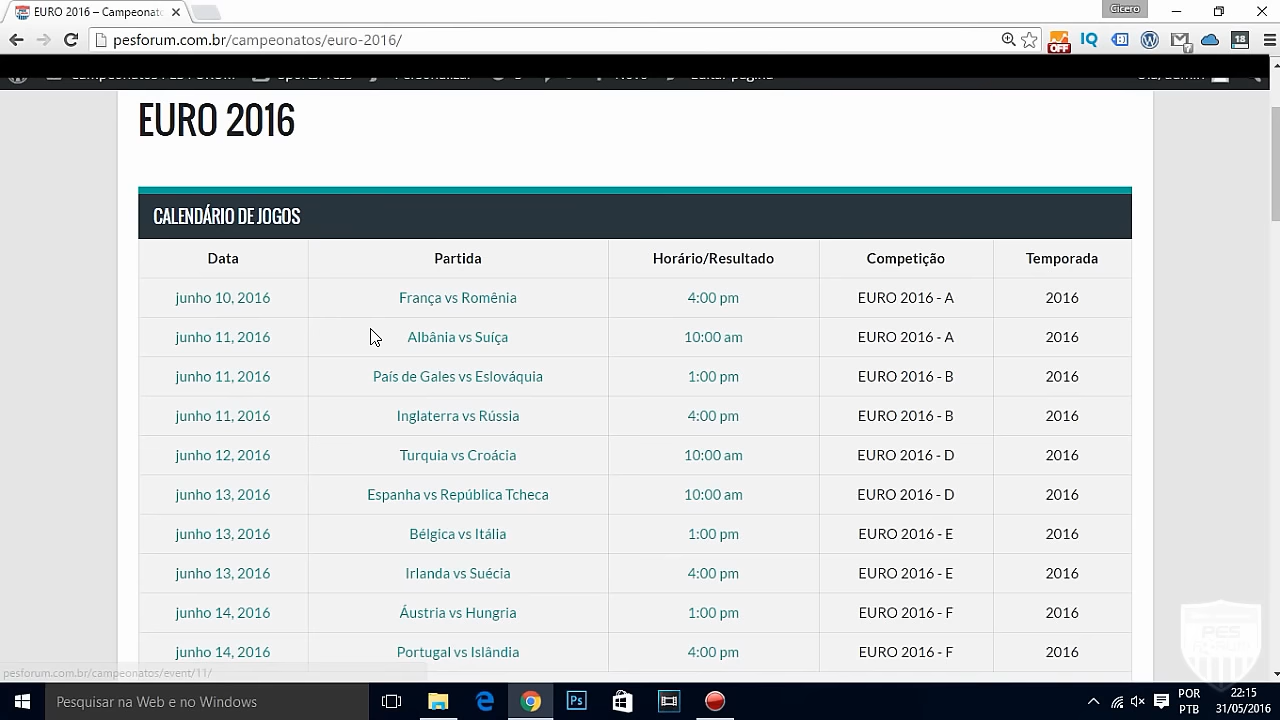 EURO 2016 – Campeonato
Cicero
pesforum.com.br/campeonatos/euro-2016/
OFF IQ 18
EURO 2016
CALENDÁRIO DE JOGOS
Data Partida Horário/Resultado Competição Temporada
junho 10, 2016 França vs Romênia 4:00 pm EURO 2016 - A 2016
junho 11, 2016 Albânia vs Suíça 10:00 am EURO 2016 - A 2016
junho 11, 2016 País de Gales vs Eslováquia 1:00 pm EURO 2016 - B 2016
junho 11, 2016 Inglaterra vs Rússia 4:00 pm EURO 2016 - B 2016
junho 12, 2016 Turquia vs Croácia 10:00 am EURO 2016 - D 2016
junho 13, 2016 Espanha vs República Tcheca 10:00 am EURO 2016 - D 2016
junho 13, 2016 Bélgica vs Itália 1:00 pm EURO 2016 - E 2016
junho 13, 2016 Irlanda vs Suécia 4:00 pm EURO 2016 - E 2016
junho 14, 2016 Áustria vs Hungria 1:00 pm EURO 2016 - F 2016
junho 14, 2016 Portugal vs Islândia 4:00 pm EURO 2016 - F 2016
pesforum.com.br/campeonatos/event/11/
PES
Pesquisar na Web e no Windows
Ps
POR 22:15
PTB 31/05/2016